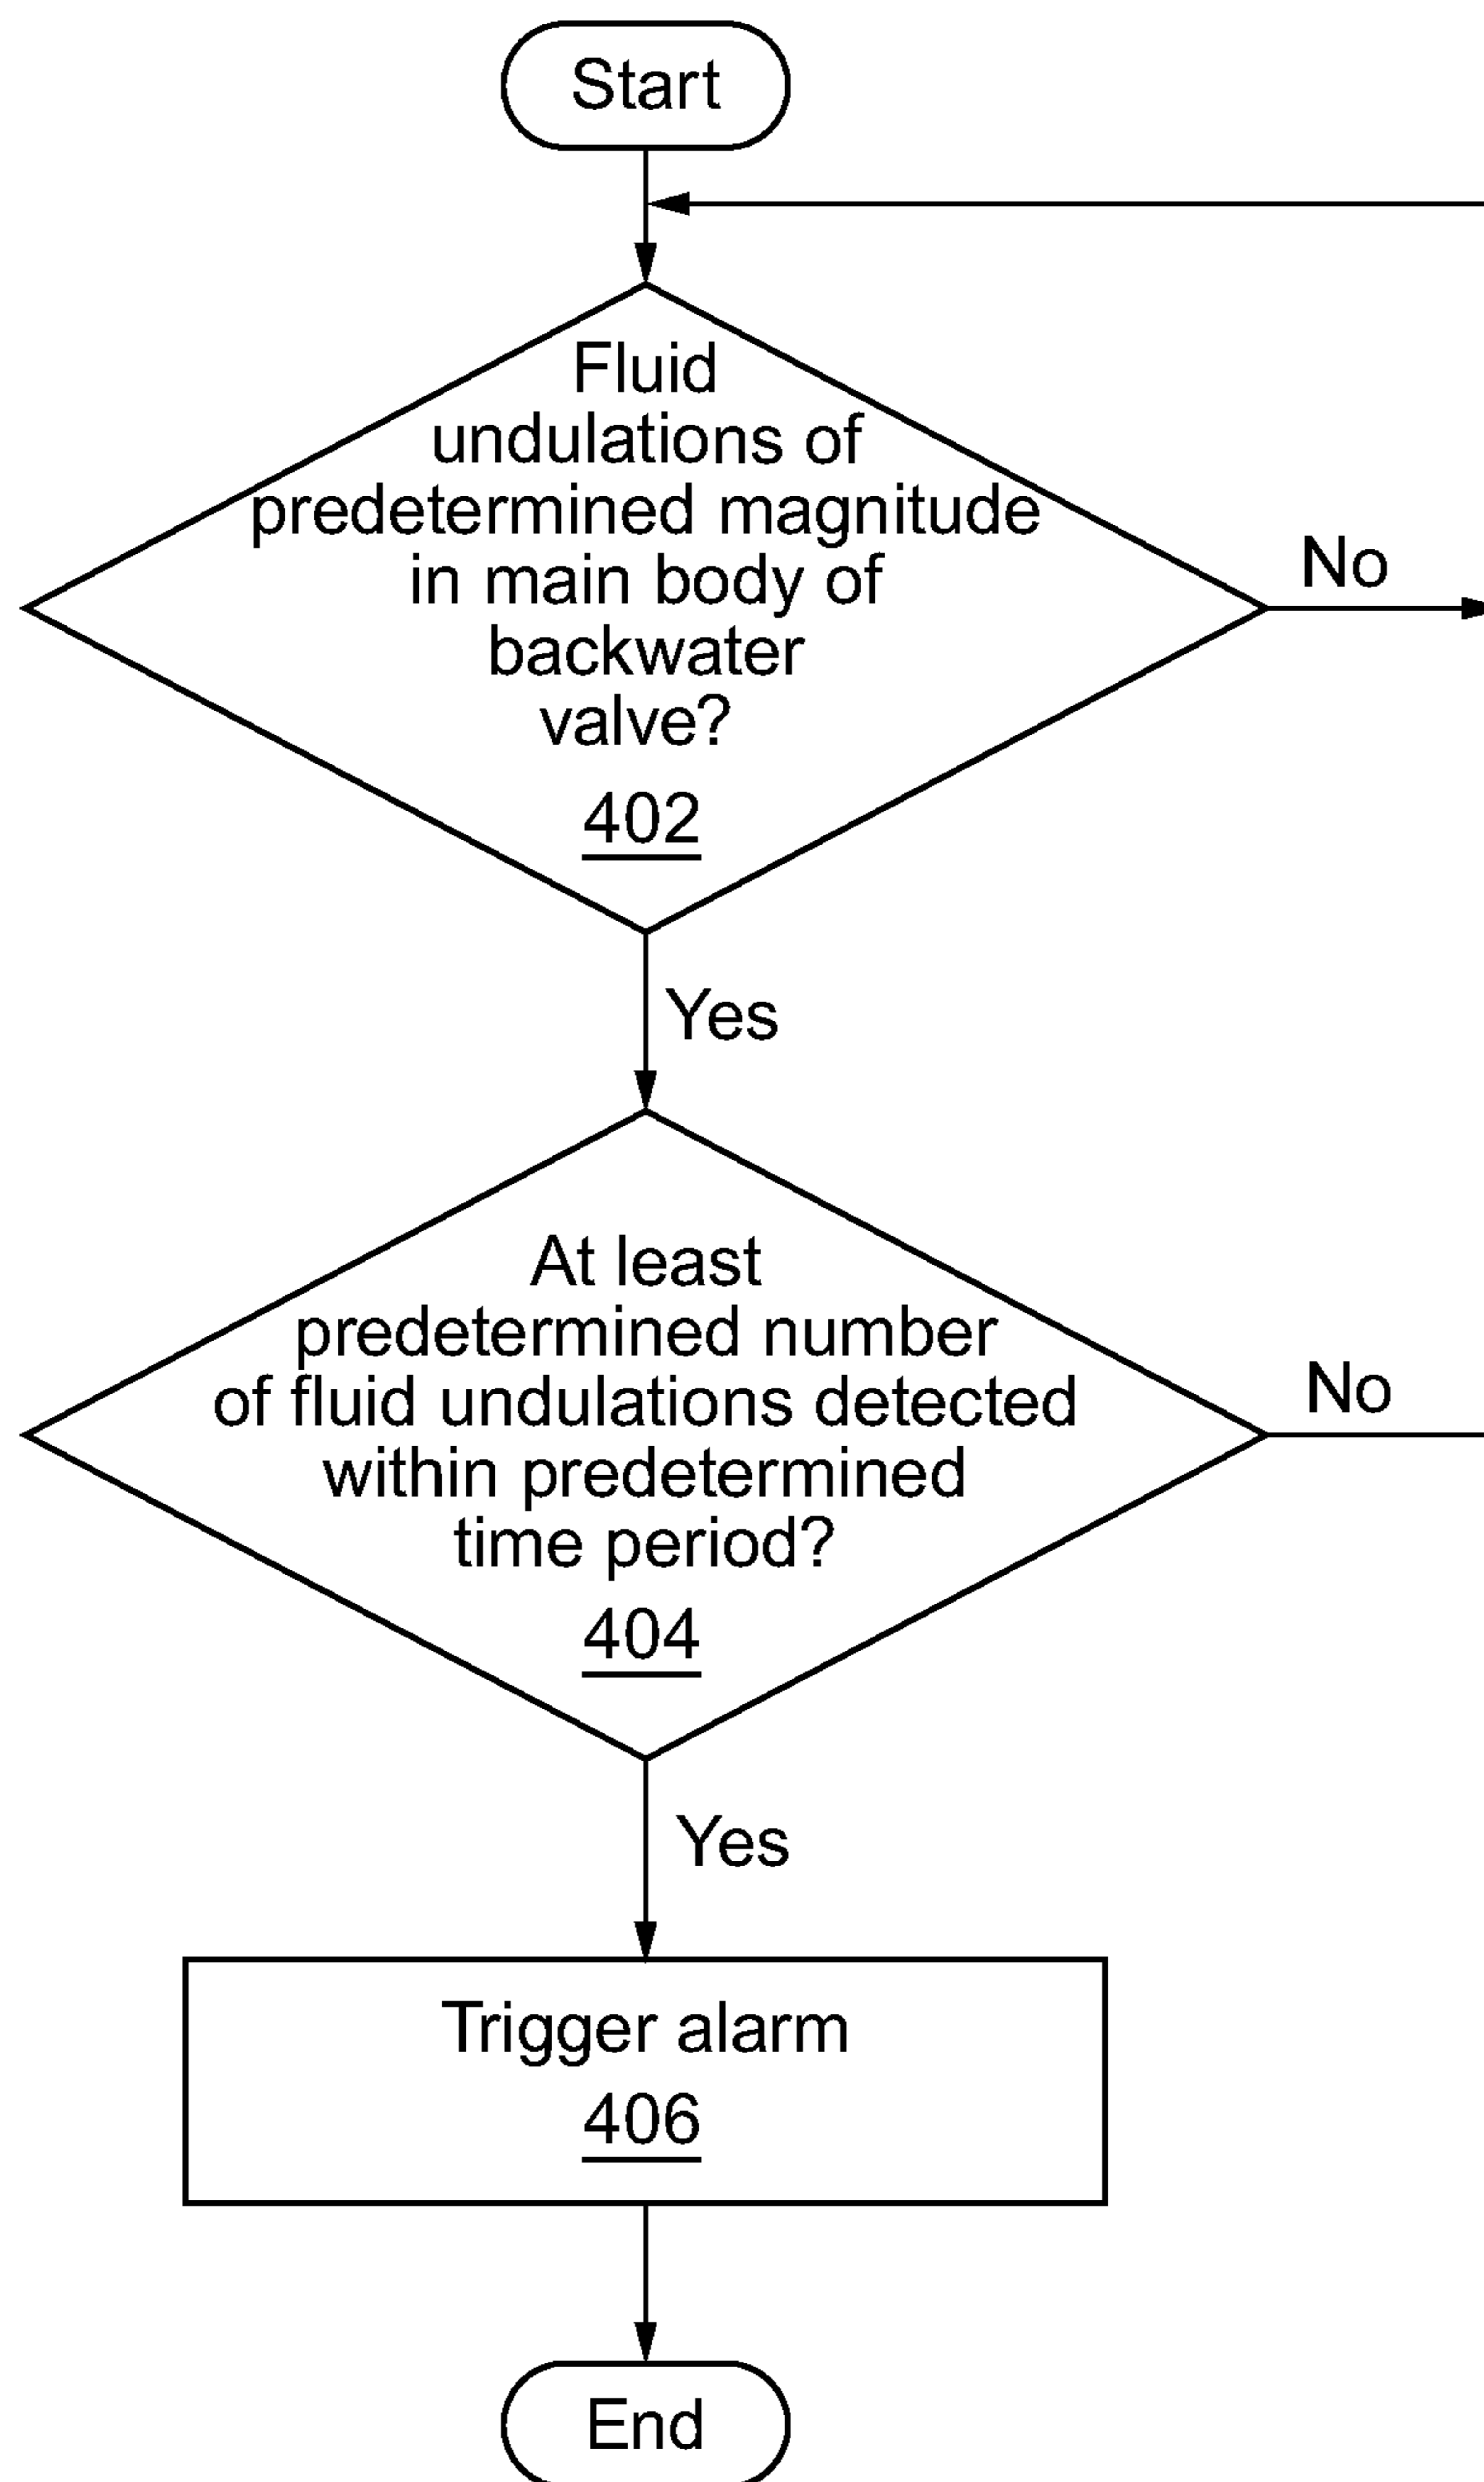 Start
Fluid
undulations of
predetermined magnitude
in main body of
backwater
valve?
402
No
Yes
At least
predetermined number
of fluid undulations detected
within predetermined
time period?
404
No
Yes
Trigger alarm
406
End